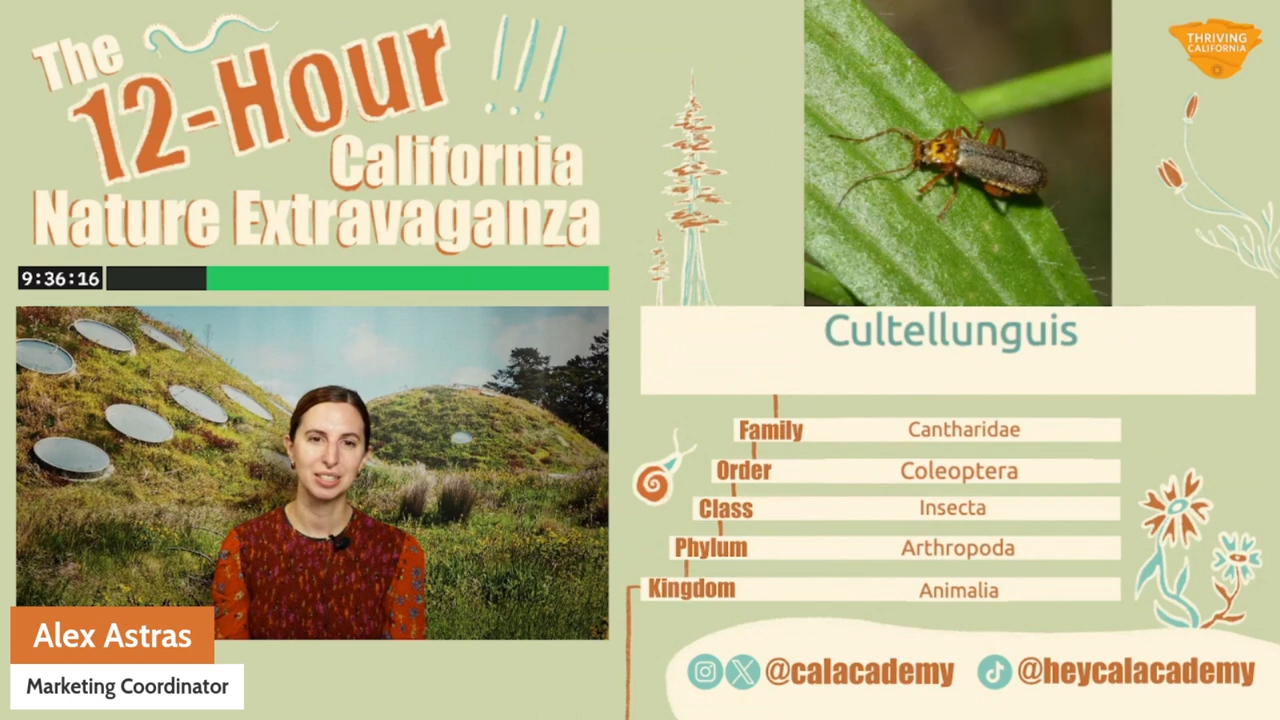 The
12-Hour
!!!
California
Nature Extravaganza
9:36:16
Alex Astras
Marketing Coordinator
THRIVING
CALIFORNIA
Cultellunguis
Family Cantharidae
Order Coleoptera
Class Insecta
Phylum Arthropoda
Kingdom Animalia
@calacademy @heycalacademy